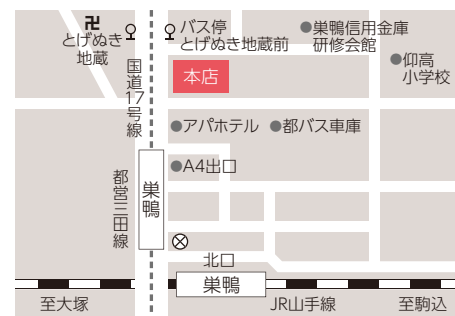 とげぬき
地蔵
バス停
とげぬき地蔵前
巣鴨信用金庫
研修会館
仰高
小学校
国道17号線
本店
アパホテル
都バス車庫
A4出口
都営三田線
巣鴨
北口
巣鴨
至大塚
JR山手線
至駒込